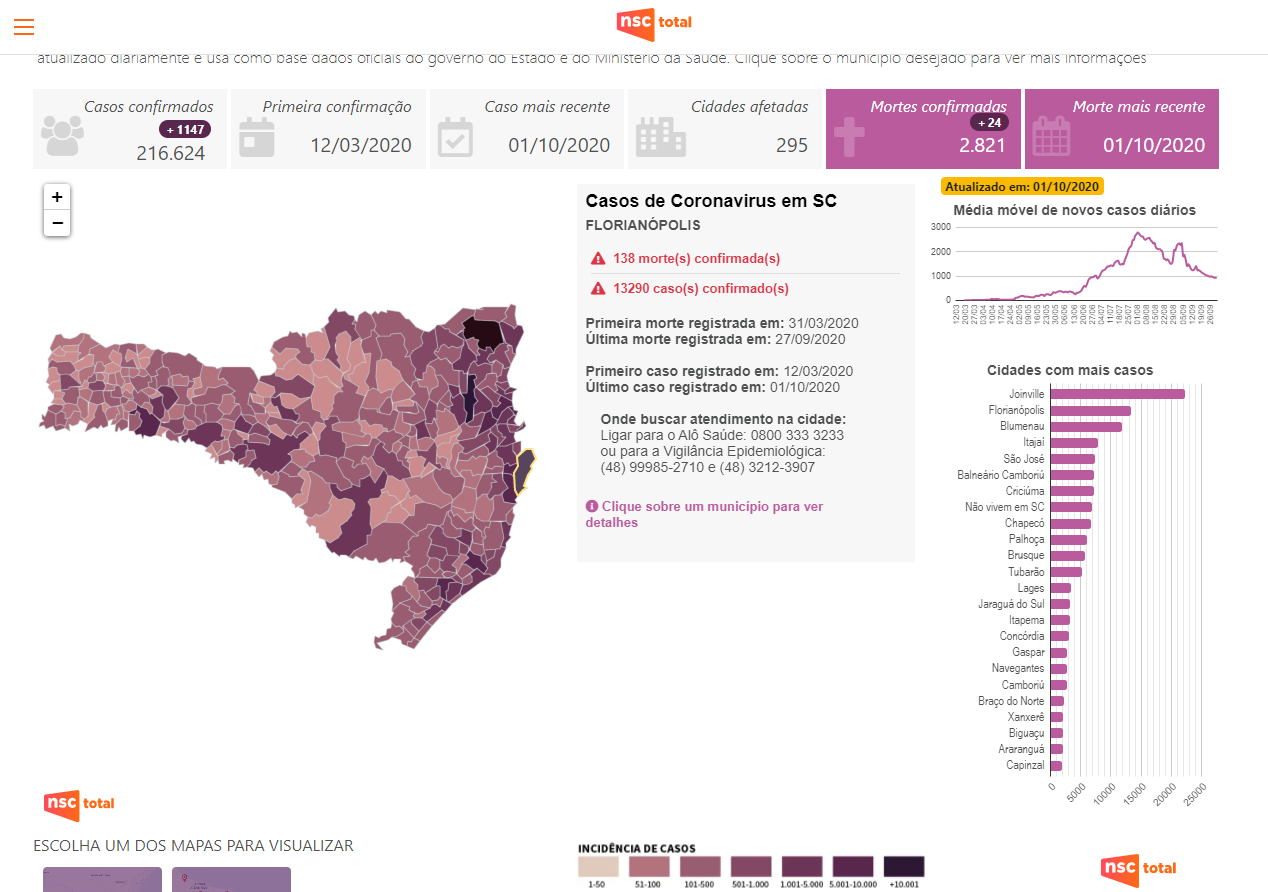 nsc total
atualizado diariamente e usa como base dados oficiais do governo do Estado e do Ministério da Saúde. Clique sobre o município desejado para ver mais informações
Casos confirmados
+ 1147
216.624
Primeira confirmação
12/03/2020
Caso mais recente
01/10/2020
Cidades afetadas
295
Mortes confirmadas
+ 24
2.821
Morte mais recente
01/10/2020
+
−
Casos de Coronavirus em SC
FLORIANÓPOLIS
138 morte(s) confirmada(s)
13290 caso(s) confirmado(s)
Primeira morte registrada em: 31/03/2020
Última morte registrada em: 27/09/2020
Primeiro caso registrado em: 12/03/2020
Último caso registrado em: 01/10/2020
Onde buscar atendimento na cidade:
Ligar para o Alô Saúde: 0800 333 3233
ou para a Vigilância Epidemiológica:
(48) 99985-2710 e (48) 3212-3907
Clique sobre um municipio para ver
detalhes
Atualizado em: 01/10/2020
Média móvel de novos casos diários
3000
2000
1000
0
12/03
20/03
27/03
03/04
10/04
17/04
24/04
02/05
09/05
16/05
23/05
30/05
06/06
13/06
20/06
27/06
04/07
11/07
18/07
25/07
01/08
08/08
15/08
22/08
29/08
05/09
12/09
19/09
26/09
Cidades com mais casos
Joinville
Florianópolis
Blumenau
Itajaí
São José
Balneário Camboriú
Criciúma
Não vivem em SC
Chapecó
Palhoça
Brusque
Tubarão
Lages
Jaraguá do Sul
Itapema
Concórdia
Gaspar
Navegantes
Camboriú
Braço do Norte
Xanxerê
Biguaçu
Araranguá
Capinzal
0
5000
10000
15000
20000
25000
nsc total
ESCOLHA UM DOS MAPAS PARA VISUALIZAR
INCIDÊNCIA DE CASOS
1-50
51-100
101-500
501-1.000
1.001-5.000
5.001-10.000
+10.001
nsc total